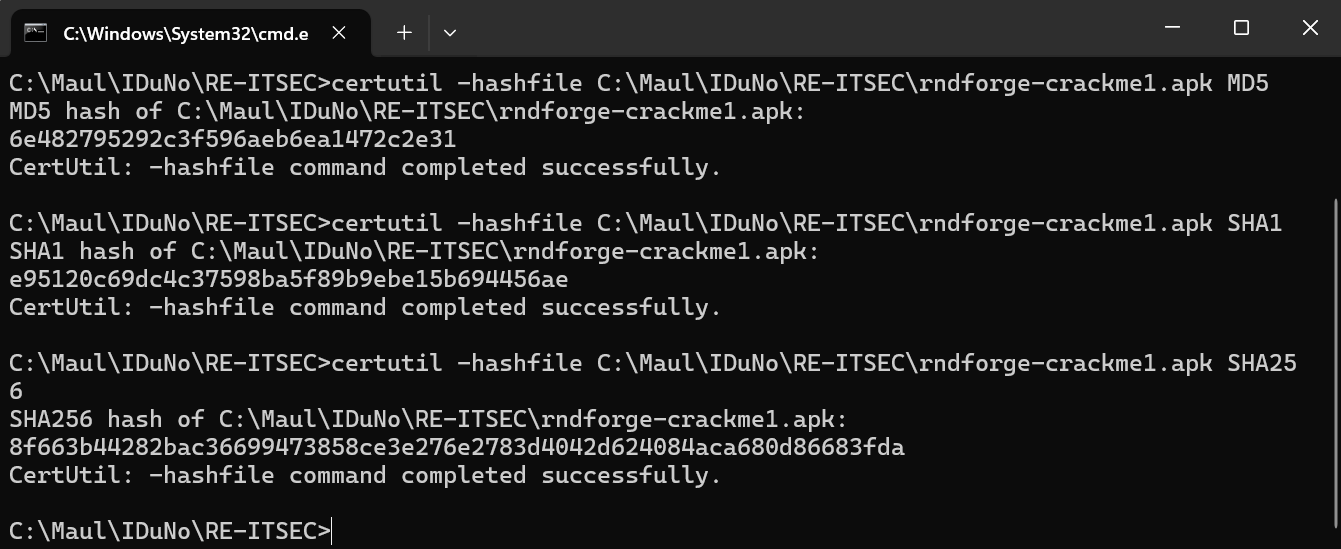 C:\Windows\System32\cmd.e
C:\Maul\IDuNo\RE-ITSEC>certutil -hashfile C:\Maul\IDuNo\RE-ITSEC\rndforge-crackme1.apk MD5
MD5 hash of C:\Maul\IDuNo\RE-ITSEC\rndforge-crackme1.apk:
6e482795292c3f596aeb6ea1472c2e31
CertUtil: -hashfile command completed successfully.
C:\Maul\IDuNo\RE-ITSEC>certutil -hashfile C:\Maul\IDuNo\RE-ITSEC\rndforge-crackme1.apk SHA1
SHA1 hash of C:\Maul\IDuNo\RE-ITSEC\rndforge-crackme1.apk:
e95120c69dc4c37598ba5f89b9ebe15b694456ae
CertUtil: -hashfile command completed successfully.
C:\Maul\IDuNo\RE-ITSEC>certutil -hashfile C:\Maul\IDuNo\RE-ITSEC\rndforge-crackme1.apk SHA25
6
SHA256 hash of C:\Maul\IDuNo\RE-ITSEC\rndforge-crackme1.apk:
8f663b44282bac36699473858ce3e276e2783d4042d624084aca680d86683fda
CertUtil: -hashfile command completed successfully.
C:\Maul\IDuNo\RE-ITSEC>